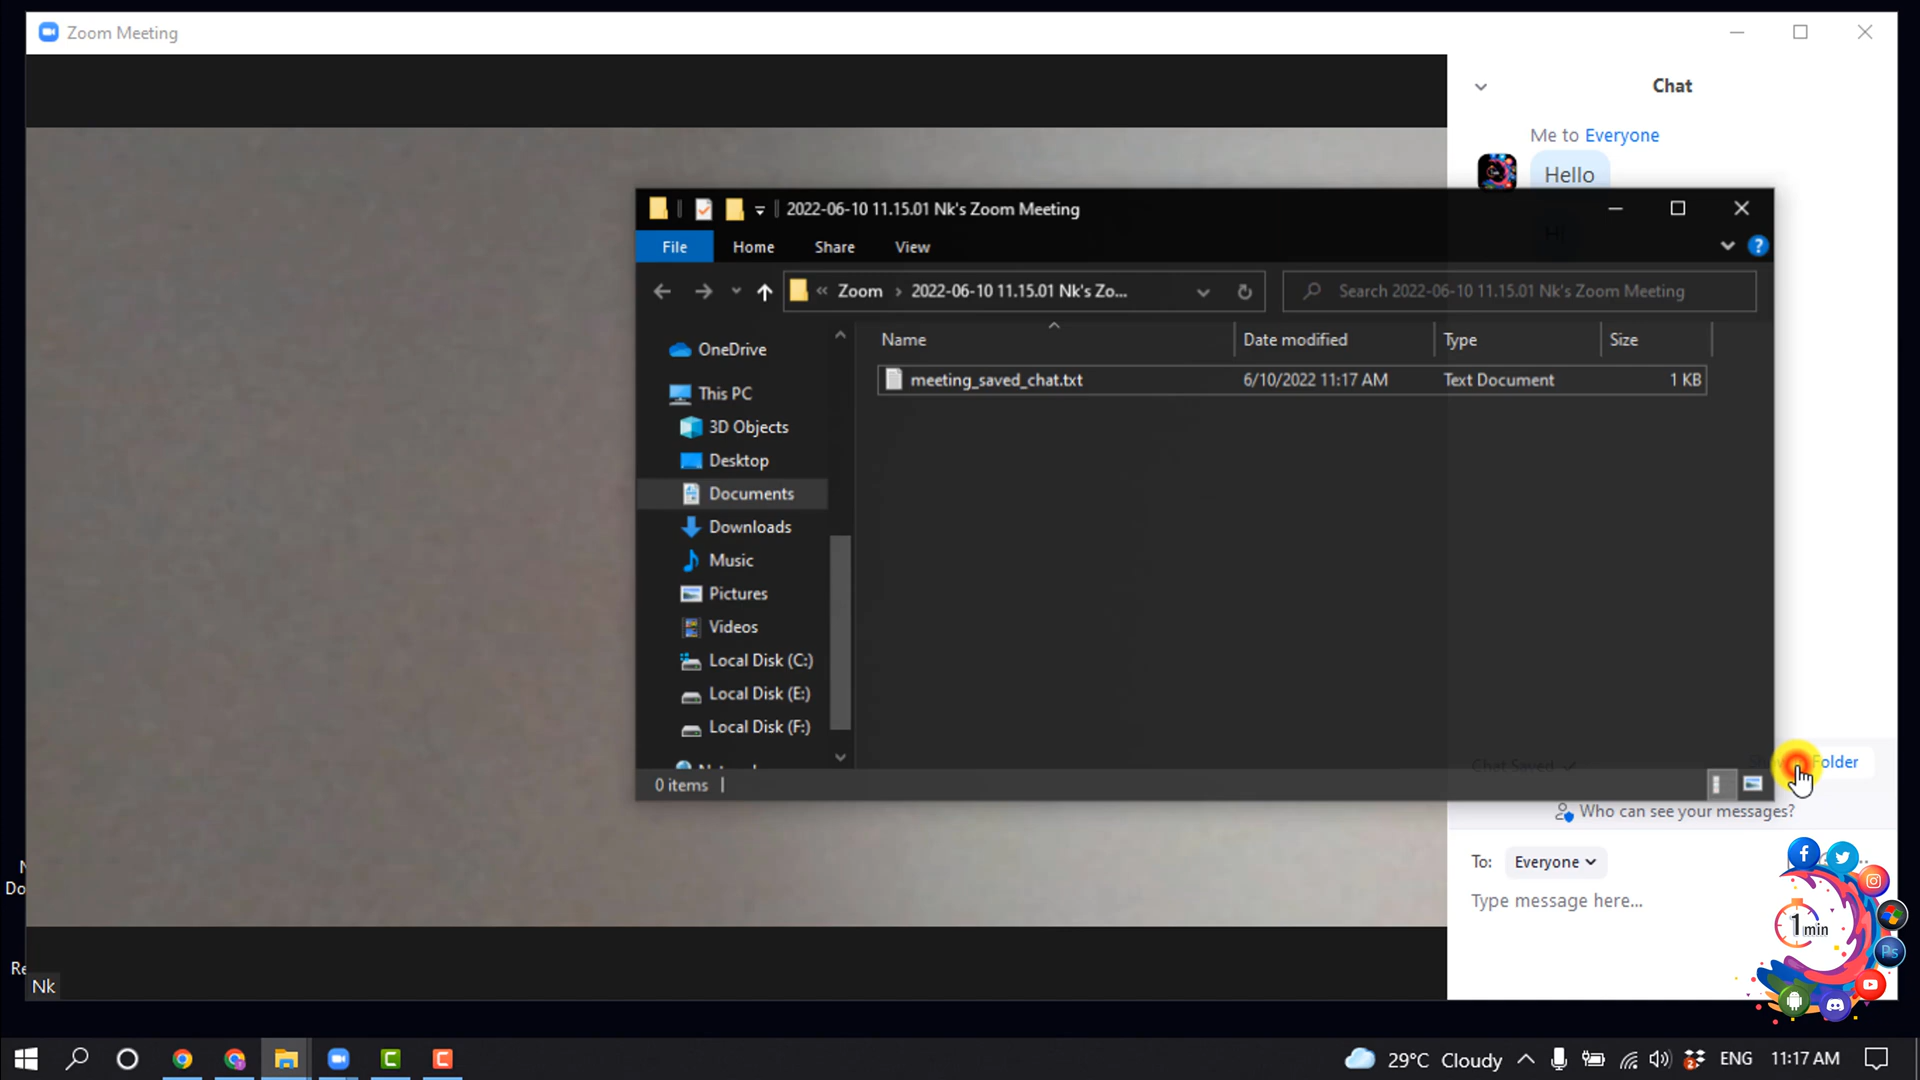 Zoom Meeting
Chat
Me to Everyone
Hello
Hi
2022-06-10 11.15.01 Nk's Zoom Meeting
File Home Share View
« Zoom › 2022-06-10 11.15.01 Nk's Zo...
Search 2022-06-10 11.15.01 Nk's Zoom Meeting
Name Date modified Type Size
meeting_saved_chat.txt 6/10/2022 11:17 AM Text Document 1 KB
OneDrive
This PC
3D Objects
Desktop
Documents
Downloads
Music
Pictures
Videos
Local Disk (C:)
Local Disk (E:)
Local Disk (F:)
0 items
Chat Saved
Folder
Who can see your messages?
To: Everyone
Type message here...
1 min
Ps
Nk
29°C Cloudy
ENG 11:17 AM